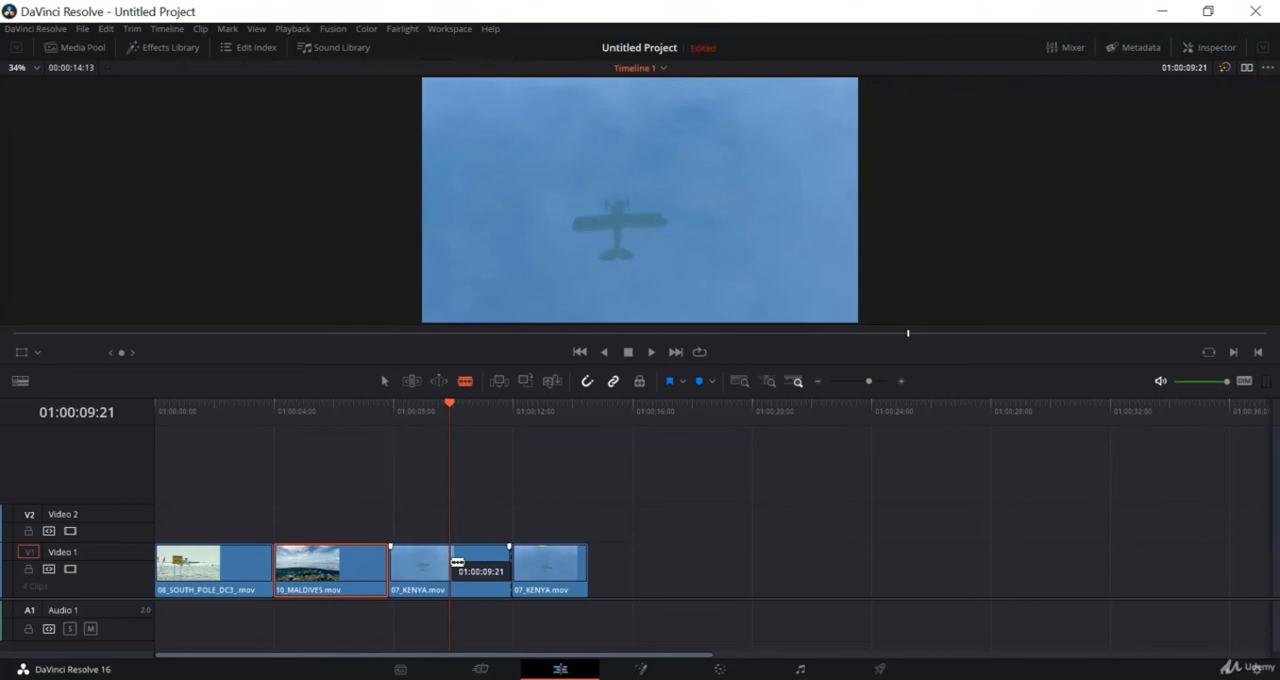 DaVinci Resolve - Untitled Project
DaVinci Resolve File Edit Trim Timeline Clip Mark View Playback Fusion Color Fairlight Workspace Help
Media Pool Effects Library Edit Index Sound Library Untitled Project Edited Mixer Metadata Inspector
34% 00:00:14:13 Timeline 1 01:00:09:21
DIM
01:00:09:21 01:00:00:00 01:00:04:00 01:00:12:00 01:00:16:00 01:00:20:00 01:00:24:00 01:00:28:00 01:00:32:00
V2 Video 2
V1 Video 1
01:00:09:21
4 Clips 08_SOUTH_POLE_DC3_.mov 10_MALDIVES.mov 07_KENYA.mov 07_KENYA.mov
A1 Audio 1 2.0
S M
DaVinci Resolve 16 Udemy